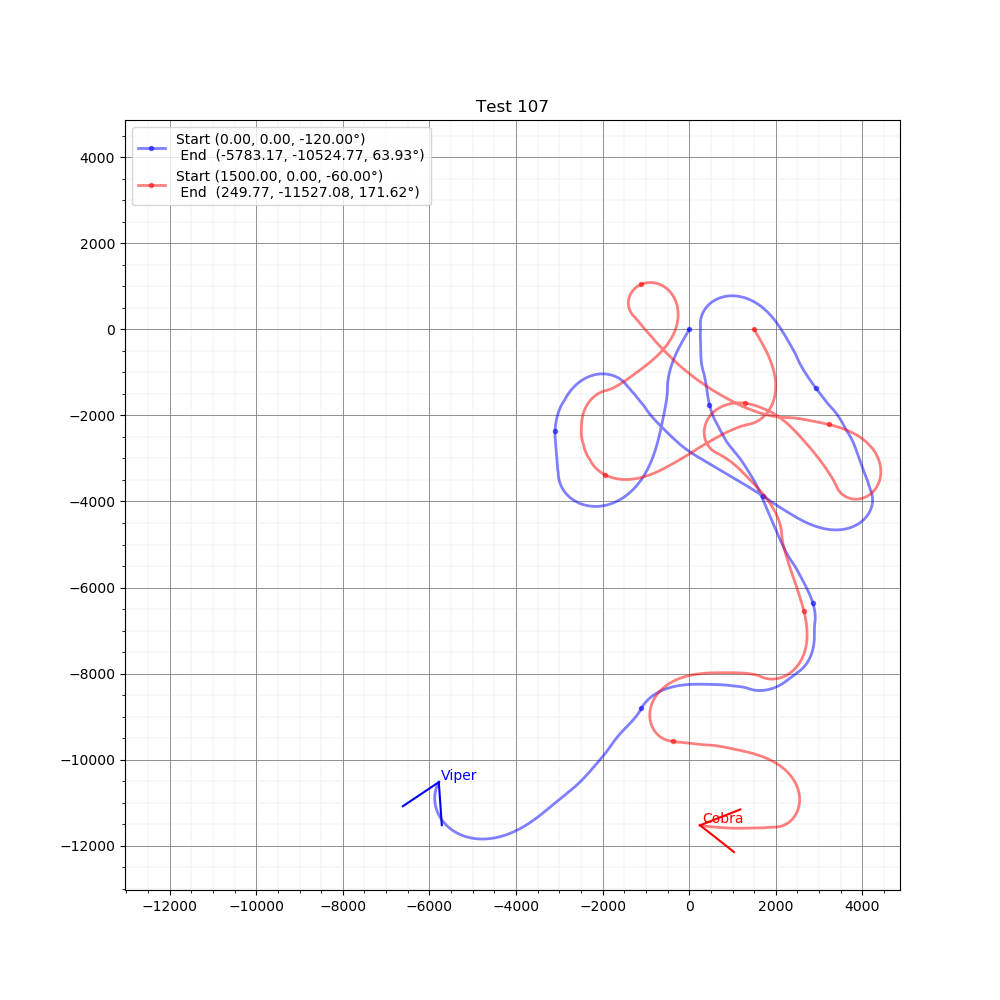 Test 107
Start (0.00, 0.00, -120.00°)
End  (-5783.17, -10524.77, 63.93°)
Start (1500.00, 0.00, -60.00°)
End  (249.77, -11527.08, 171.62°)
4000
2000
0
−2000
−4000
−6000
−8000
−10000
−12000
Viper
Cobra
−12000 −10000 −8000 −6000 −4000 −2000 0 2000 4000